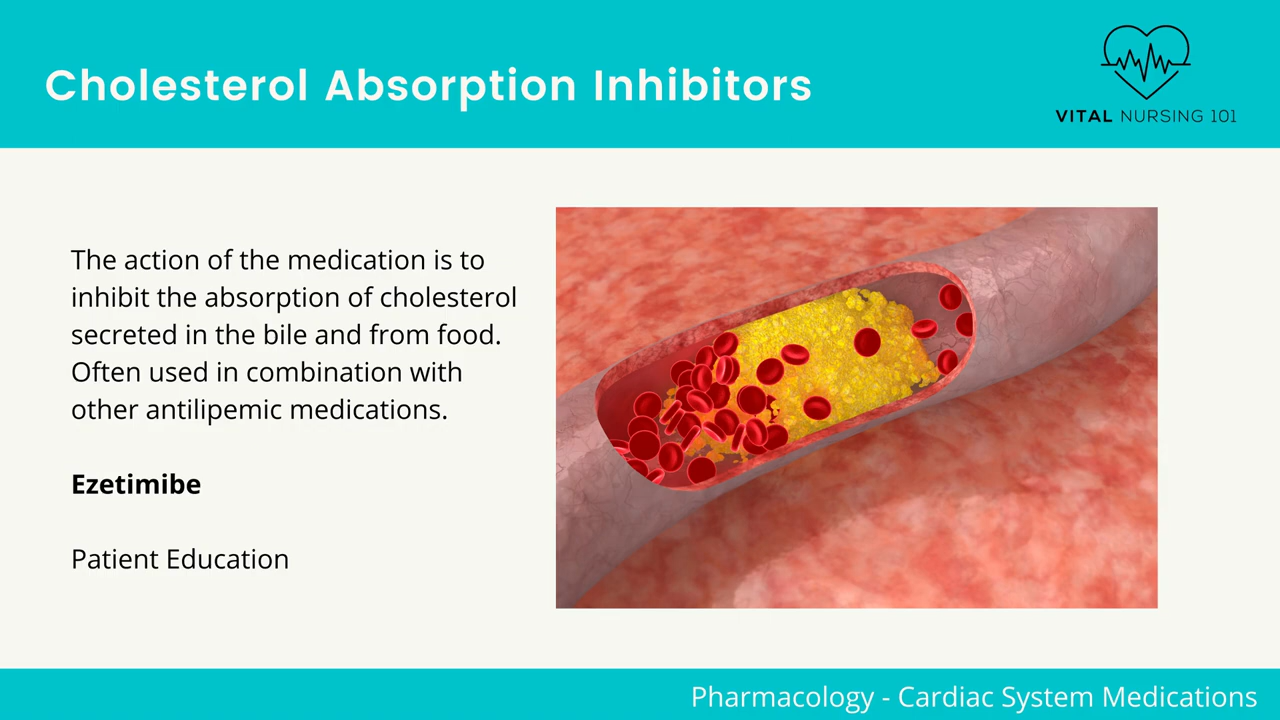 Cholesterol Absorption Inhibitors
VITAL NURSING 101
The action of the medication is to
inhibit the absorption of cholesterol
secreted in the bile and from food.
Often used in combination with
other antilipemic medications.
Ezetimibe
Patient Education
Pharmacology - Cardiac System Medications